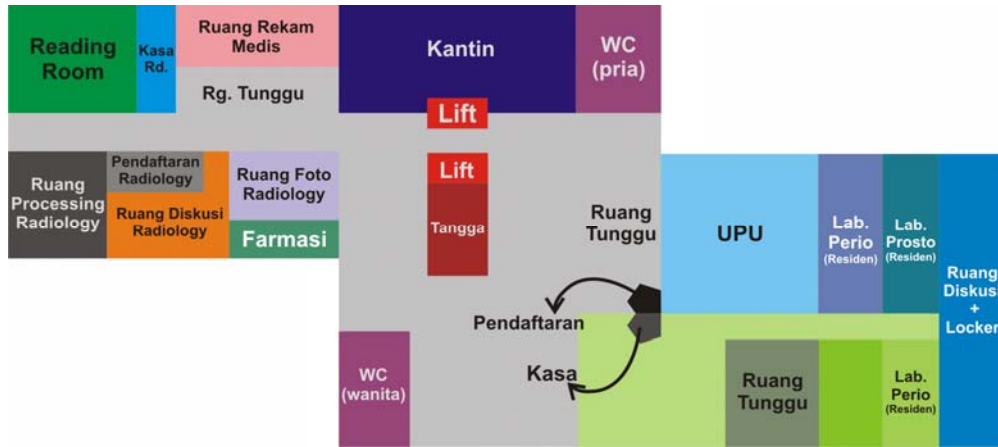 Reading
Room
Kasa
Rd.
Ruang Rekam
Medis
Rg. Tunggu
Kantin
WC
(pria)
Lift
Lift
Tangga
Ruang
Processing
Radiology
Pendaftaran
Radiology
Ruang Diskusi
Radiology
Ruang Foto
Radiology
Farmasi
Ruang
Tunggu
UPU
Lab.
Perio
(Residen)
Lab.
Prosto
(Residen)
Ruang
Diskusi
+
Locker
Pendaftaran
Kasa
WC
(wanita)
Ruang
Tunggu
Lab.
Perio
(Residen)